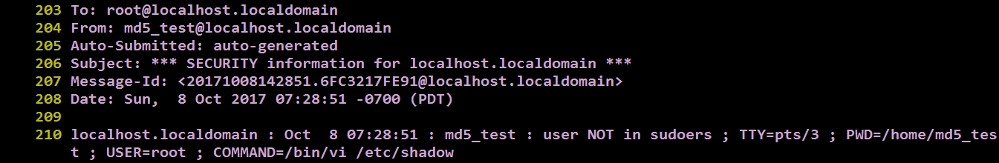 203 To: root@localhost.localdomain
204 From: md5_test@localhost.localdomain
205 Auto-Submitted: auto-generated
206 Subject: *** SECURITY information for localhost.localdomain ***
207 Message-Id: <20171008142851.6FC3217FE91@localhost.localdomain>
208 Date: Sun,  8 Oct 2017 07:28:51 -0700 (PDT)
209
210 localhost.localdomain : Oct  8 07:28:51 : md5_test : user NOT in sudoers ; TTY=pts/3 ; PWD=/home/md5_tes
t ; USER=root ; COMMAND=/bin/vi /etc/shadow